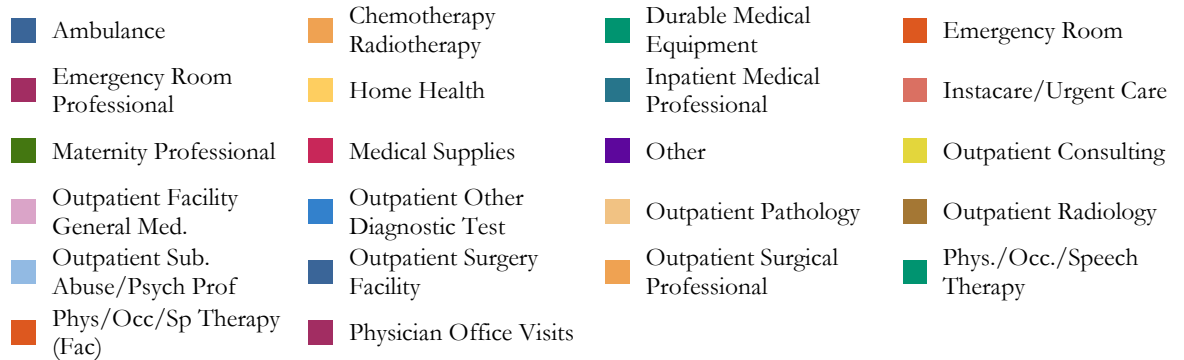 Ambulance
Chemotherapy
Radiotherapy
Durable Medical
Equipment
Emergency Room
Emergency Room
Professional
Home Health
Inpatient Medical
Professional
Instacare/Urgent Care
Maternity Professional
Medical Supplies
Other
Outpatient Consulting
Outpatient Facility
General Med.
Outpatient Other
Diagnostic Test
Outpatient Pathology
Outpatient Radiology
Outpatient Sub.
Abuse/Psych Prof
Outpatient Surgery
Facility
Outpatient Surgical
Professional
Phys./Occ./Speech
Therapy
Phys/Occ/Sp Therapy
(Fac)
Physician Office Visits